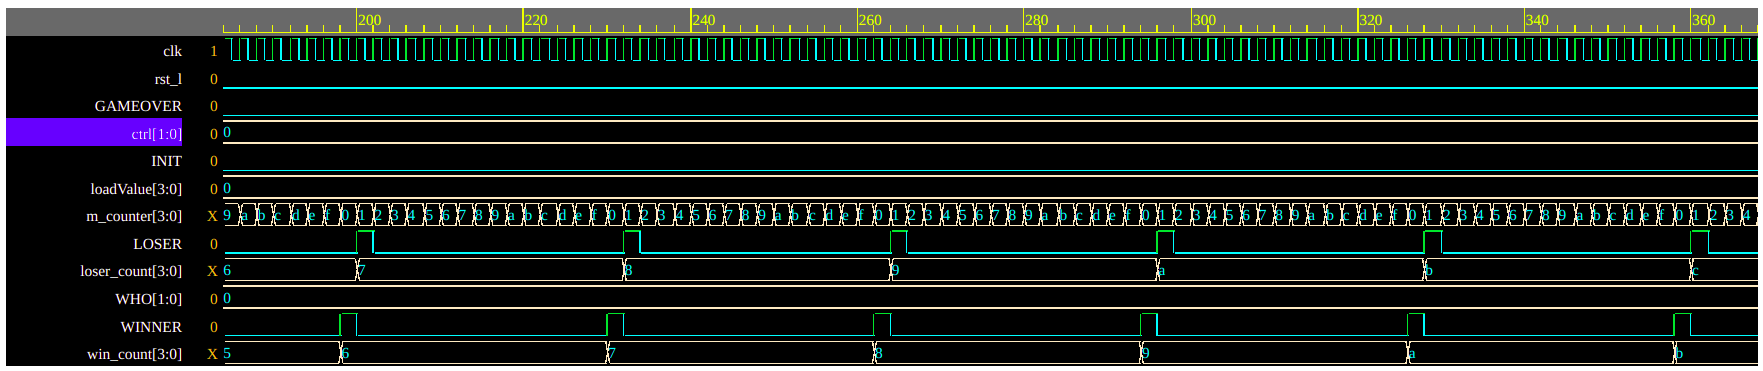 200 220 240 260 280 300 320 340 360
clk 1
rst_l 0
GAMEOVER 0
ctrl[1:0] 0 0
INIT 0
loadValue[3:0] 0 0
m_counter[3:0] X 9 a b c d e f 0 1 2 3 4 5 6 7 8 9 a b c d e f 0 1 2 3 4 5 6 7 8 9 a b c d e f 0 1 2 3 4 5 6 7 8 9 a b c d e f 0 1 2 3 4 5 6 7 8 9 a b c d e f 0 1 2 3 4 5 6 7 8 9 a b c d e f 0 1 2 3 4
LOSER 0
loser_count[3:0] X 6 7 8 9 a b c
WHO[1:0] 0 0
WINNER 0
win_count[3:0] X 5 6 7 8 9 a b